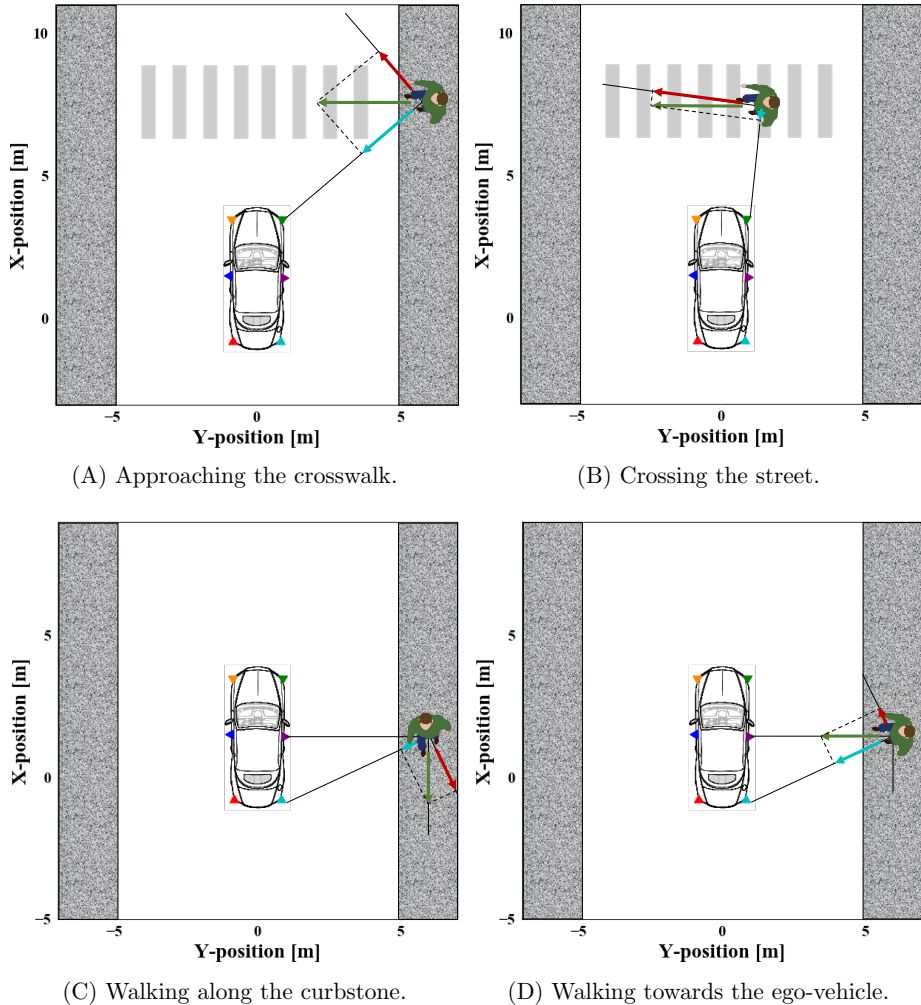 10
5
0
X-position [m]
−5
0
5
Y-position [m]
(A) Approaching the crosswalk.
10
5
0
X-position [m]
−5
0
5
Y-position [m]
(B) Crossing the street.
5
0
−5
X-position [m]
0
5
Y-position [m]
(C) Walking along the curbstone.
5
0
−5
X-position [m]
0
5
Y-position [m]
(D) Walking towards the ego-vehicle.